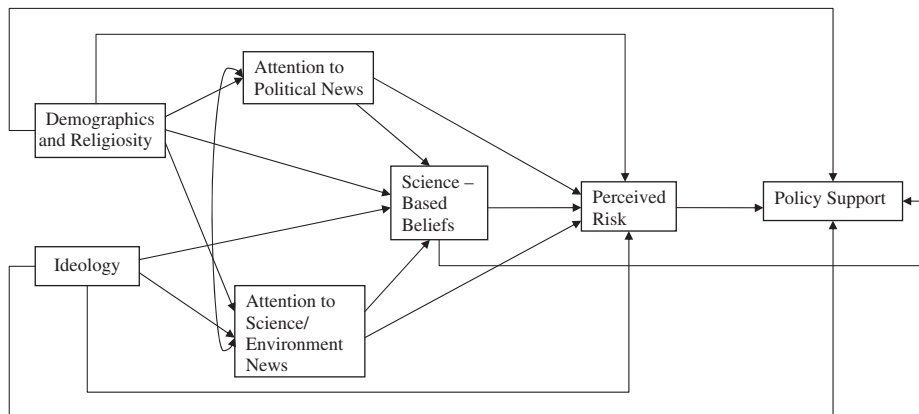 Attention to
Political News
Demographics
and Religiosity
Science –
Based
Beliefs
Perceived
Risk
Policy Support
Ideology
Attention to
Science/
Environment
News